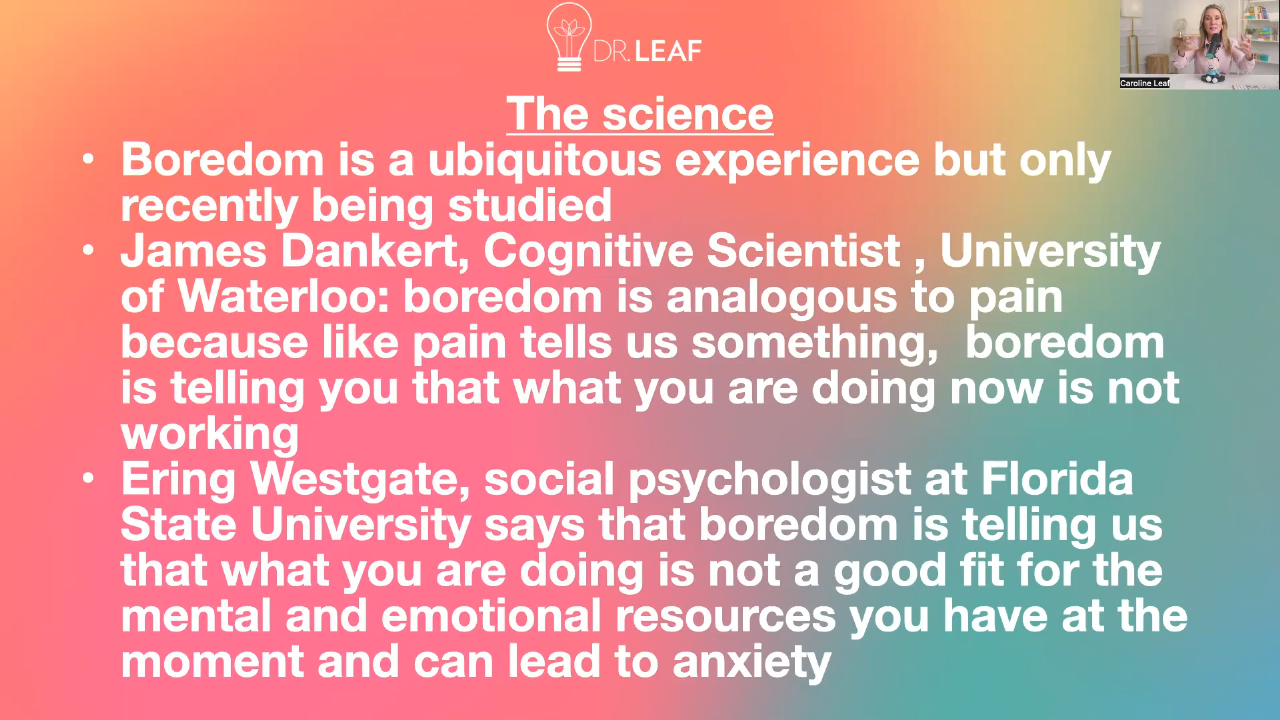 DR. LEAF
Caroline Leaf
The science
• Boredom is a ubiquitous experience but only
recently being studied
• James Dankert, Cognitive Scientist , University
of Waterloo: boredom is analogous to pain
because like pain tells us something,  boredom
is telling you that what you are doing now is not
working
• Ering Westgate, social psychologist at Florida
State University says that boredom is telling us
that what you are doing is not a good fit for the
mental and emotional resources you have at the
moment and can lead to anxiety